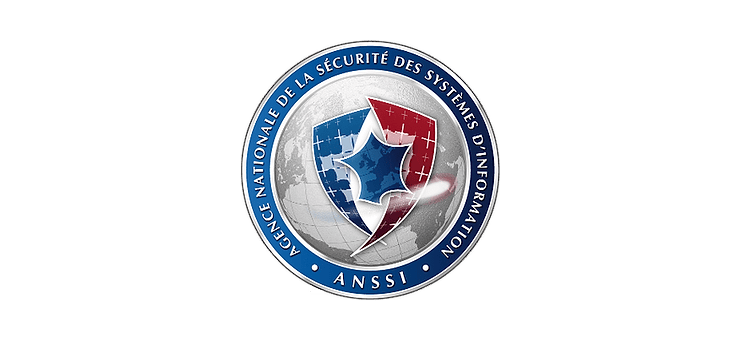 AGENCE NATIONALE DE LA SÉCURITÉ DES SYSTÈMES D'INFORMATION
• ANSSI •